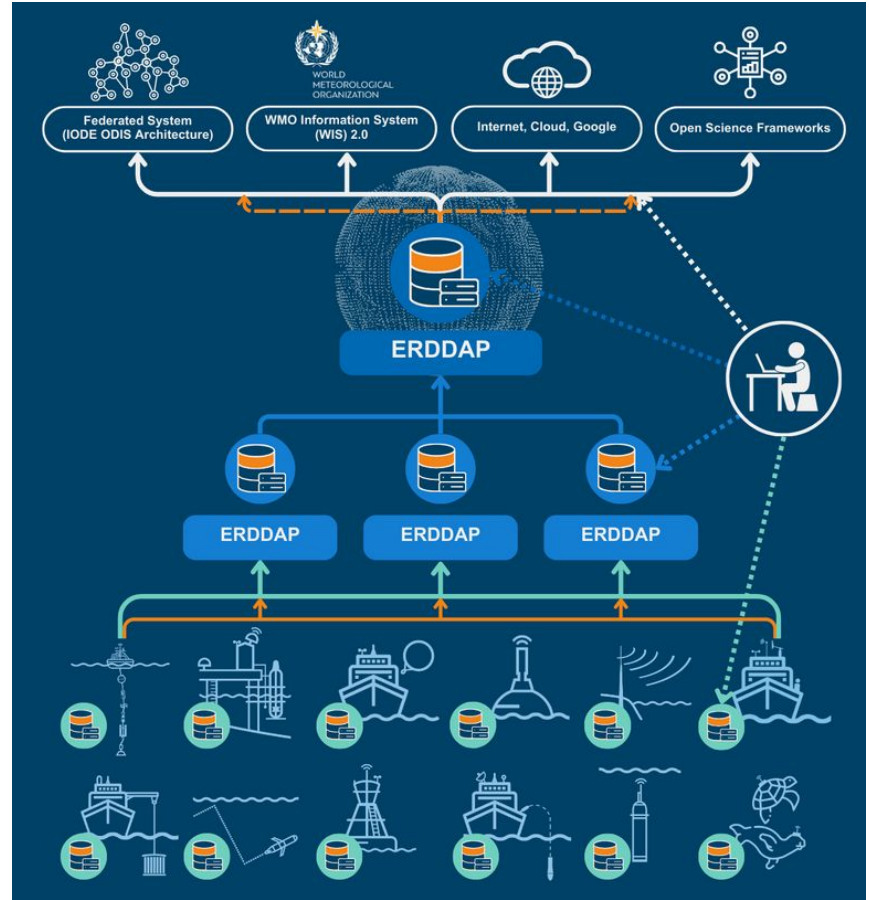 WORLD
METEOROLOGICAL
ORGANIZATION
Federated System
(IODE ODIS Architecture)
WMO Information System
(WIS) 2.0
Internet, Cloud, Google
Open Science Frameworks
ERDDAP
ERDDAP
ERDDAP
ERDDAP